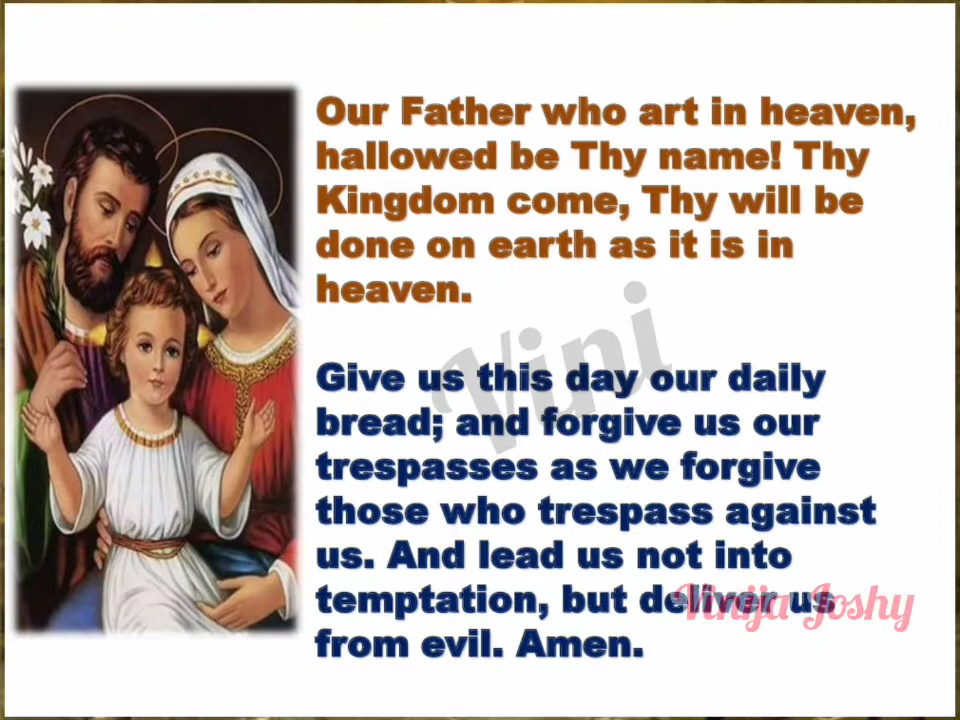 Our Father who art in heaven,
hallowed be Thy name! Thy
Kingdom come, Thy will be
done on earth as it is in
heaven.
Vini
Give us this day our daily
bread; and forgive us our
trespasses as we forgive
those who trespass against
us. And lead us not into
temptation, but deliver us
Vinija Joshy
from evil. Amen.